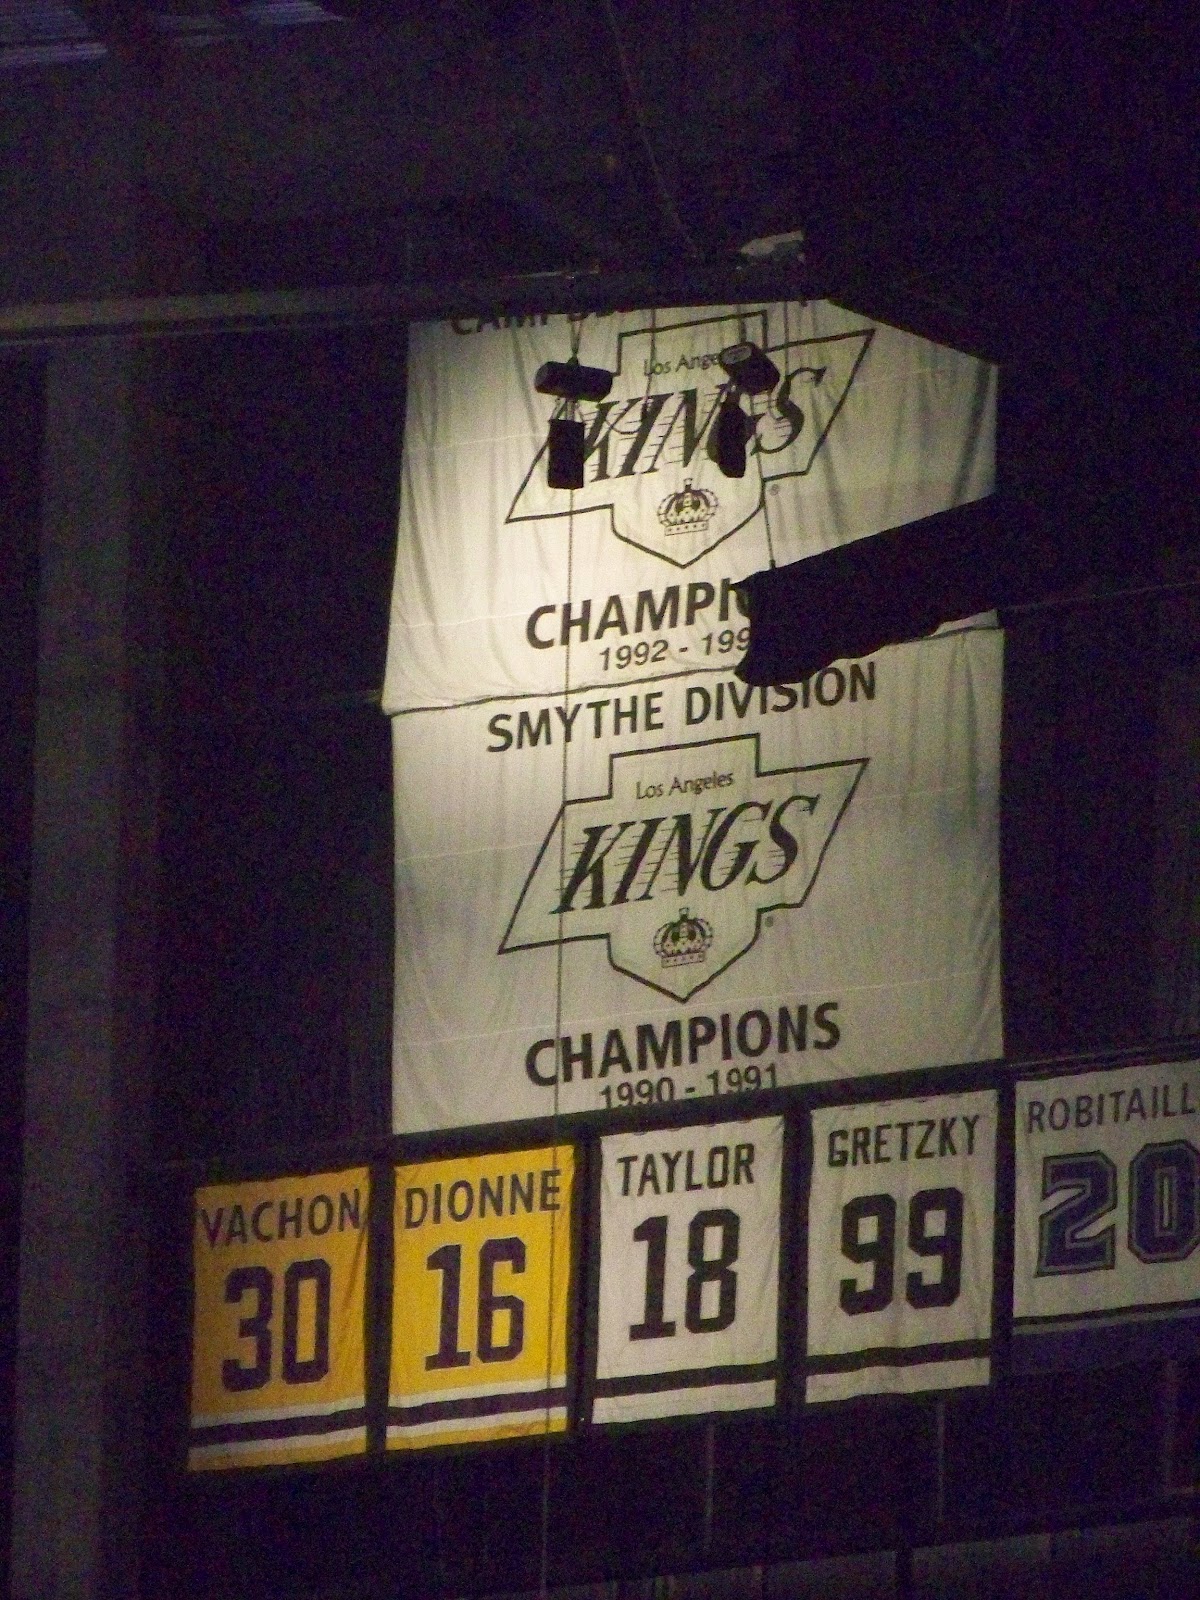 Los Angeles
KINGS
CHAMPI
1992 - 199
SMYTHE DIVISION
Los Angeles
KINGS
CHAMPIONS
1990 - 1991
VACHON
30
DIONNE
16
TAYLOR
18
GRETZKY
99
ROBITAILL
20